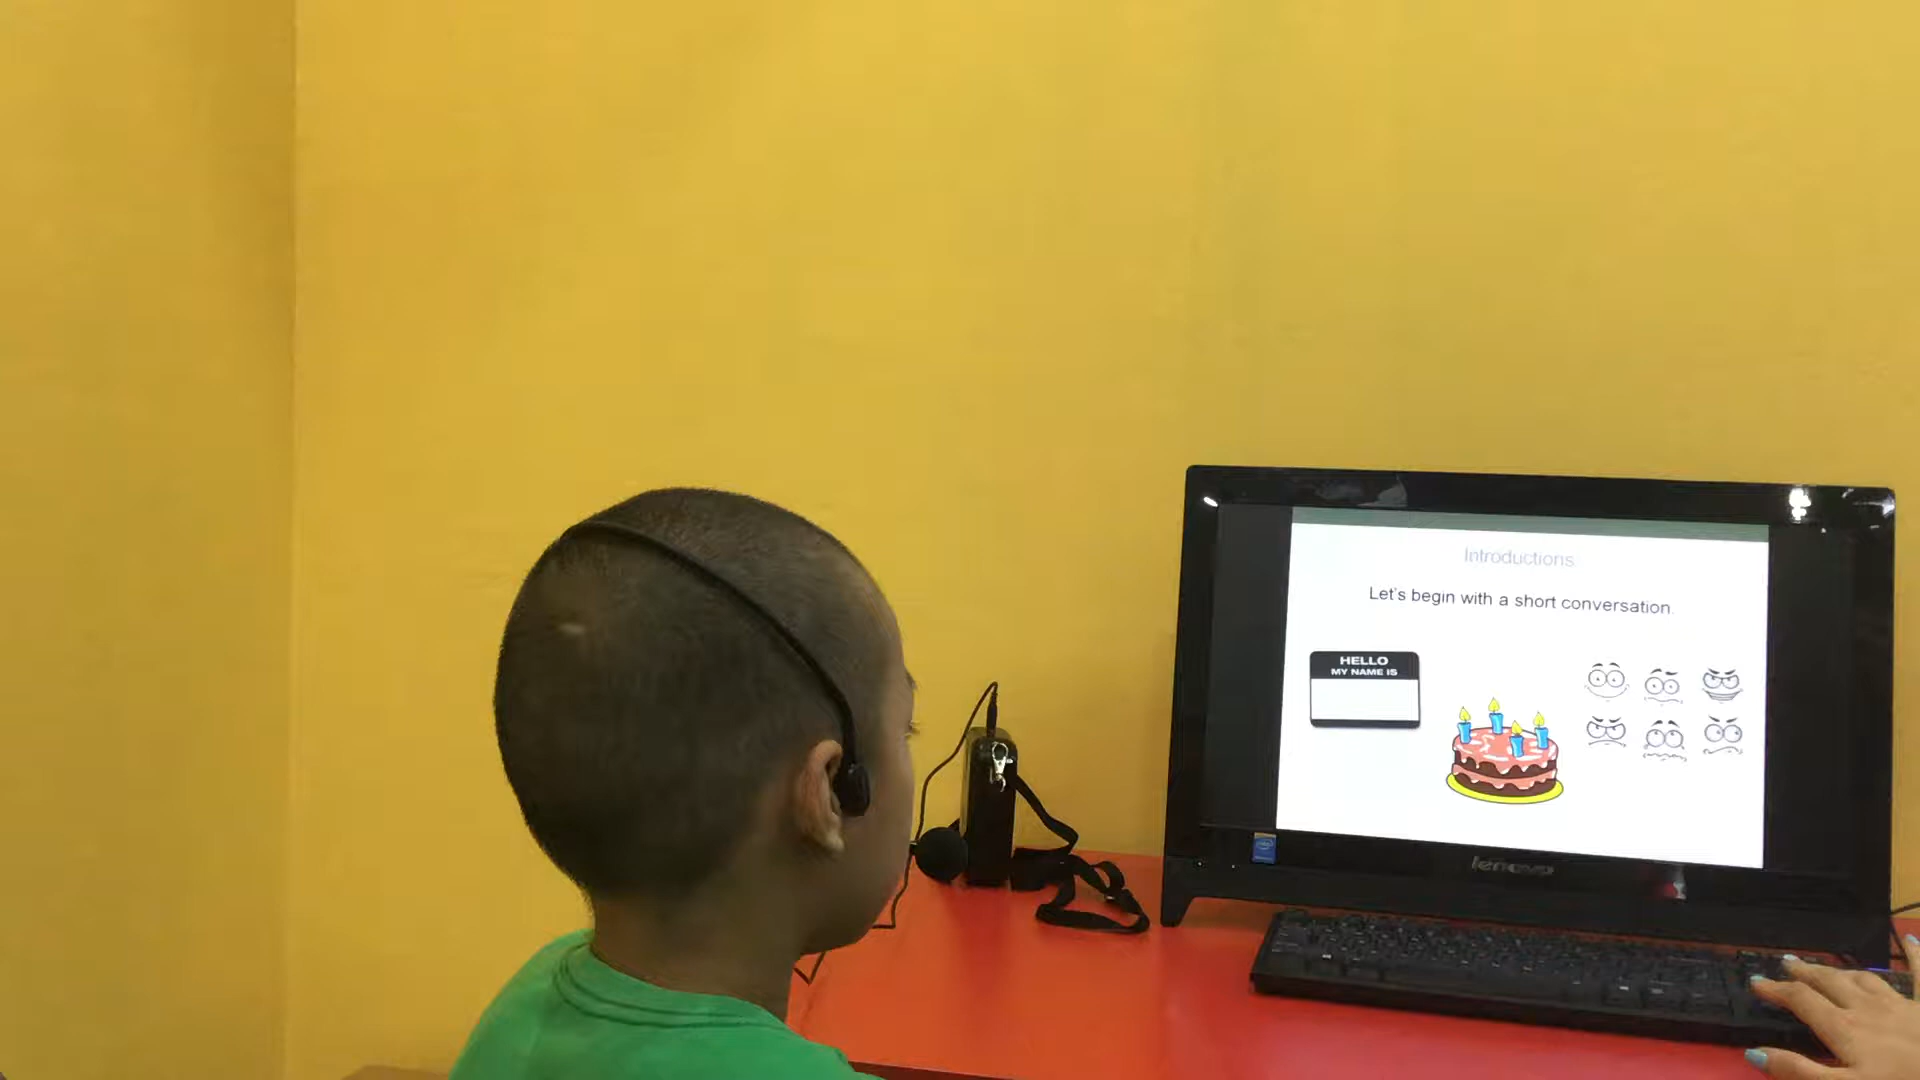 Introductions
Let's begin with a short conversation.
HELLO
MY NAME IS
lenovo